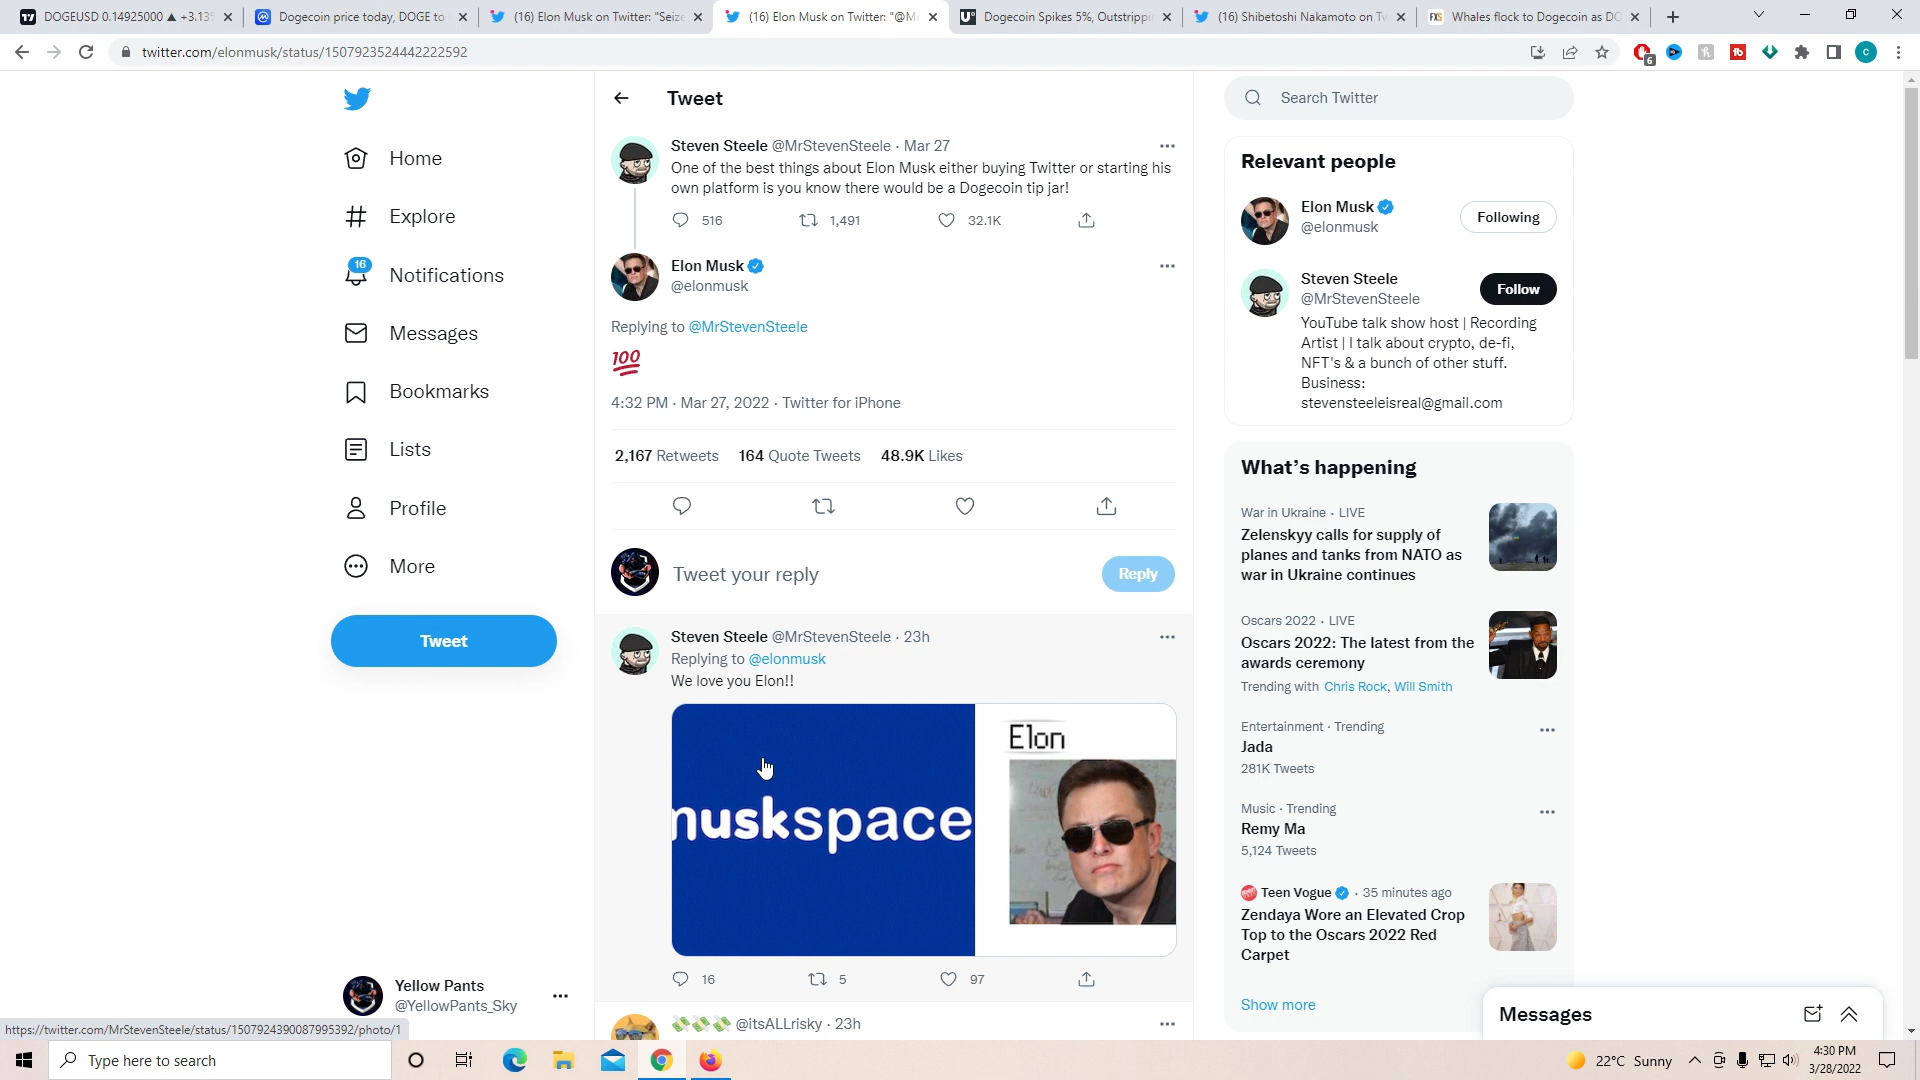 DOGEUSD 0.14925000 ▲ +3.13%
Dogecoin price today, DOGE to
(16) Elon Musk on Twitter: "Seize
(16) Elon Musk on Twitter: "@Mr
Dogecoin Spikes 5%, Outstrippi
(16) Shibetoshi Nakamoto on Tw
Whales flock to Dogecoin as DO
twitter.com/elonmusk/status/1507923524442222592
6
C
Home
Explore
16
Notifications
Messages
Bookmarks
Lists
Profile
More
Tweet
Yellow Pants
@YellowPants_Sky
Tweet
Steven Steele @MrStevenSteele · Mar 27
One of the best things about Elon Musk either buying Twitter or starting his
own platform is you know there would be a Dogecoin tip jar!
516 1,491 32.1K
Elon Musk
@elonmusk
Replying to @MrStevenSteele
💯
4:32 PM · Mar 27, 2022 · Twitter for iPhone
2,167 Retweets 164 Quote Tweets 48.9K Likes
Tweet your reply
Reply
Steven Steele @MrStevenSteele · 23h
Replying to @elonmusk
We love you Elon!!
muskspace
Elon
16 5 97
💸💸💸 @itsALLrisky · 23h
Search Twitter
Relevant people
Elon Musk
@elonmusk
Following
Steven Steele
@MrStevenSteele
Follow
YouTube talk show host | Recording
Artist | I talk about crypto, de-fi,
NFT's & a bunch of other stuff.
Business:
stevensteeleisreal@gmail.com
What's happening
War in Ukraine · LIVE
Zelenskyy calls for supply of
planes and tanks from NATO as
war in Ukraine continues
Oscars 2022 · LIVE
Oscars 2022: The latest from the
awards ceremony
Trending with Chris Rock, Will Smith
Entertainment · Trending
Jada
281K Tweets
Music · Trending
Remy Ma
5,124 Tweets
Teen Vogue · 35 minutes ago
Zendaya Wore an Elevated Crop
Top to the Oscars 2022 Red
Carpet
Show more
Messages
https://twitter.com/MrStevenSteele/status/1507924390087995392/photo/1
Type here to search
22°C Sunny
4:30 PM
3/28/2022